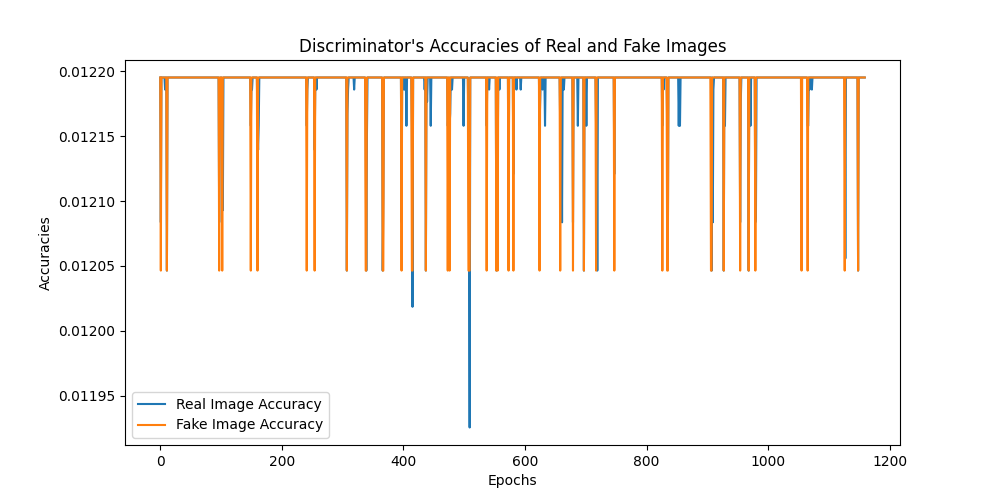 Discriminator's Accuracies of Real and Fake Images
0.01220
0.01215
0.01210
0.01205
0.01200
0.01195
Accuracies
Real Image Accuracy
Fake Image Accuracy
0 200 400 600 800 1000 1200
Epochs